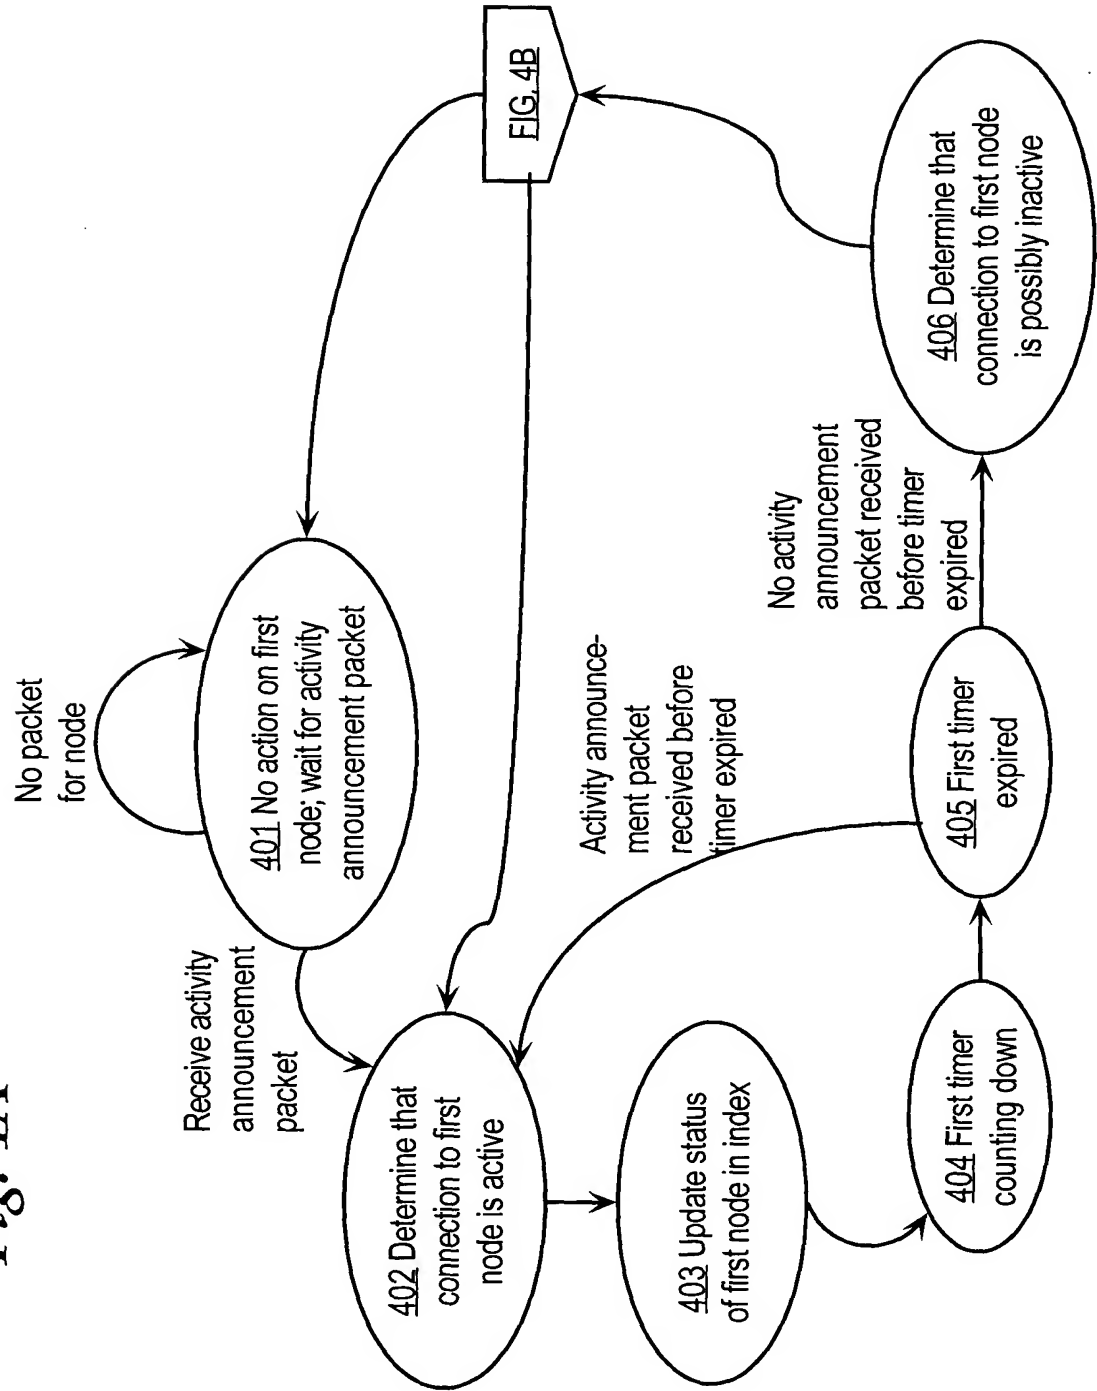 No packet
for node
401 No action on first
node; wait for activity
announcement packet
Receive activity
announcement
packet
402 Determine that
connection to first
node is active
FIG. 4B
Activity announce-
ment packet
received before
timer expired
403 Update status
of first node in index
404 First timer
counting down
405 First timer
expired
No activity
announcement
packet received
before timer
expired
406 Determine that
connection to first node
is possibly inactive